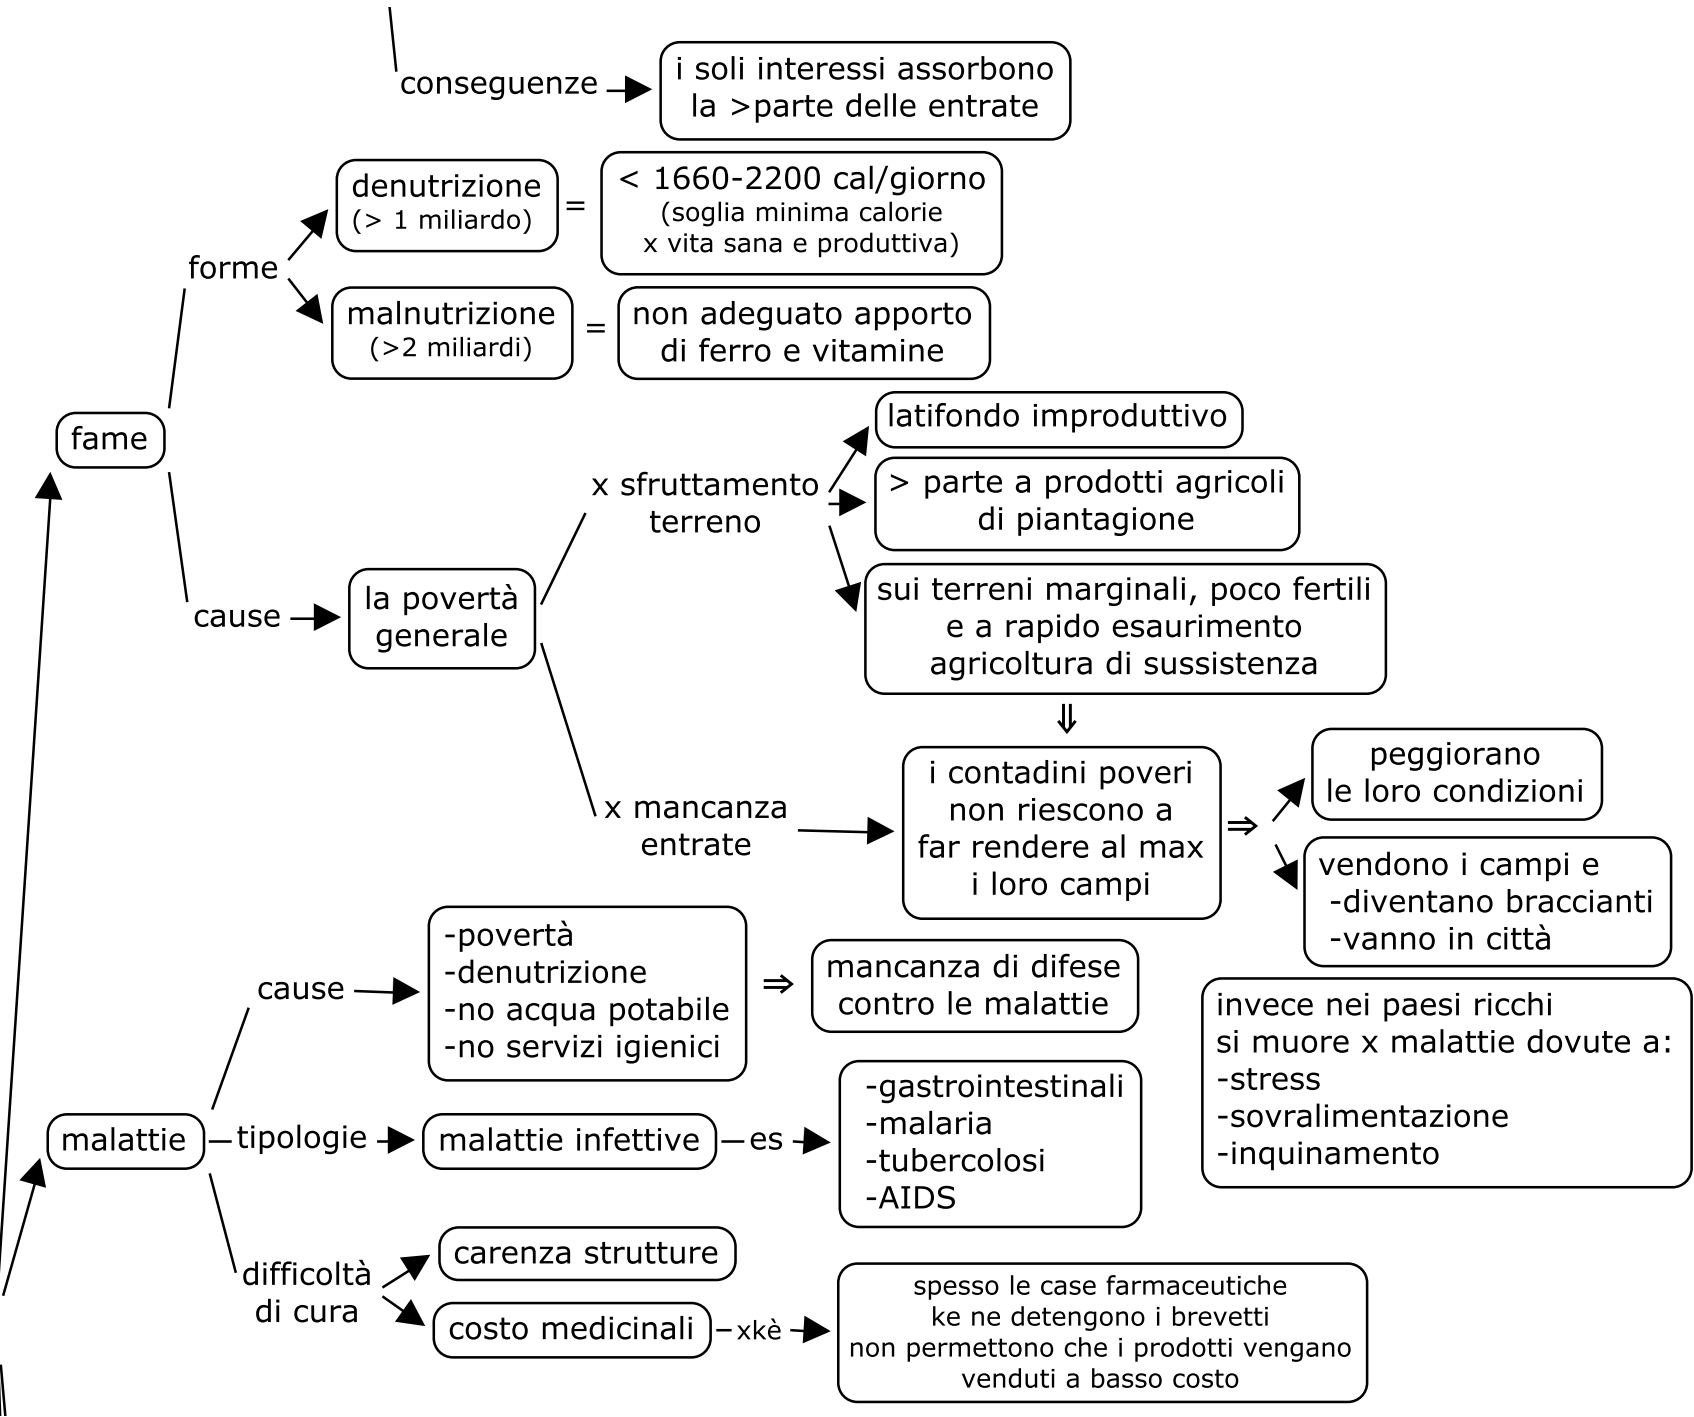 conseguenze
i soli interessi assorbono
la >parte delle entrate
fame
forme
denutrizione
(> 1 miliardo)
=
< 1660-2200 cal/giorno
(soglia minima calorie
x vita sana e produttiva)
malnutrizione
(>2 miliardi)
=
non adeguato apporto
di ferro e vitamine
cause
la povertà
generale
x sfruttamento
terreno
latifondo improduttivo
> parte a prodotti agricoli
di piantagione
sui terreni marginali, poco fertili
e a rapido esaurimento
agricoltura di sussistenza
⇓
x mancanza
entrate
i contadini poveri
non riescono a
far rendere al max
i loro campi
⇒
peggiorano
le loro condizioni
vendono i campi e
-diventano braccianti
-vanno in città
malattie
cause
-povertà
-denutrizione
-no acqua potabile
-no servizi igienici
⇒
mancanza di difese
contro le malattie
invece nei paesi ricchi
si muore x malattie dovute a:
-stress
-sovralimentazione
-inquinamento
tipologie
malattie infettive
es
-gastrointestinali
-malaria
-tubercolosi
-AIDS
difficoltà
di cura
carenza strutture
costo medicinali
xkè
spesso le case farmaceutiche
ke ne detengono i brevetti
non permettono che i prodotti vengano
venduti a basso costo